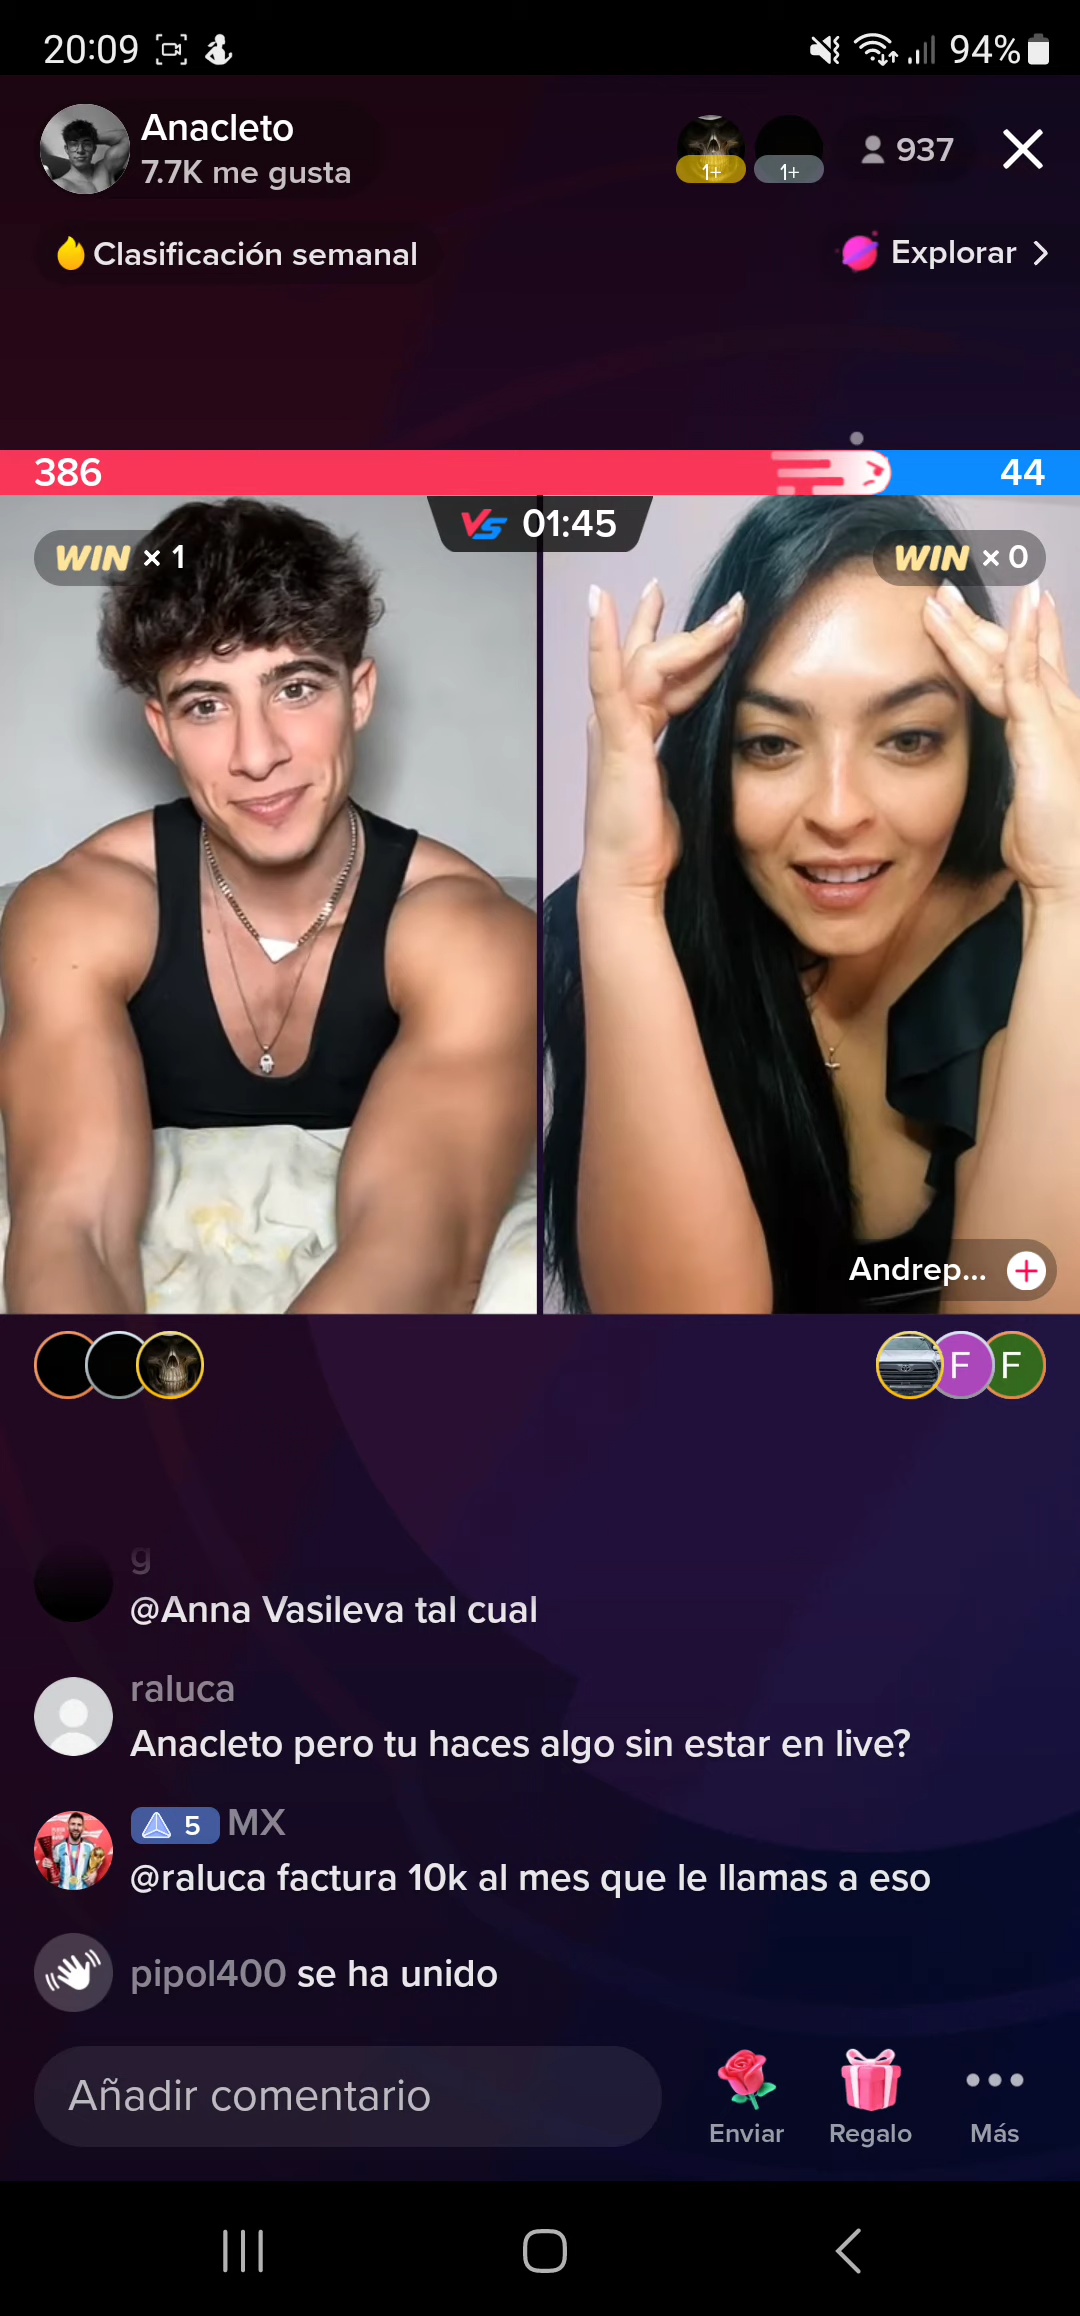 20:09
94%
Anacleto
7.7K me gusta
1+
1+
937
Clasificación semanal
Explorar
386
44
VS 01:45
WIN × 1
WIN × 0
Andrep...
F
F
g
@Anna Vasileva tal cual
raluca
Anacleto pero tu haces algo sin estar en live?
5 MX
@raluca factura 10k al mes que le llamas a eso
pipol400 se ha unido
Añadir comentario
Enviar
Regalo
Más